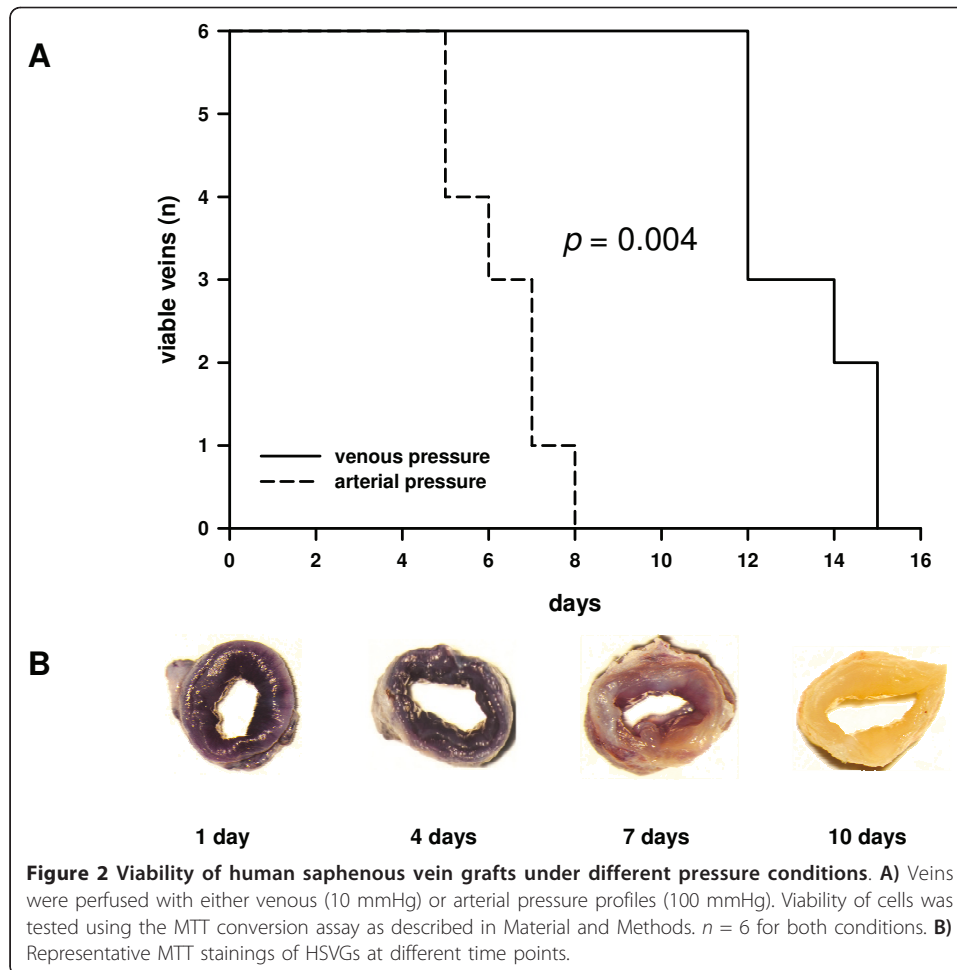 A
6
5
4
3
2
1
0
viable veins (n)
p = 0.004
venous pressure
arterial pressure
0 2 4 6 8 10 12 14 16
days
B
1 day 4 days 7 days 10 days
Figure 2 Viability of human saphenous vein grafts under different pressure conditions. A) Veins
were perfused with either venous (10 mmHg) or arterial pressure profiles (100 mmHg). Viability of cells was
tested using the MTT conversion assay as described in Material and Methods. n = 6 for both conditions. B)
Representative MTT stainings of HSVGs at different time points.